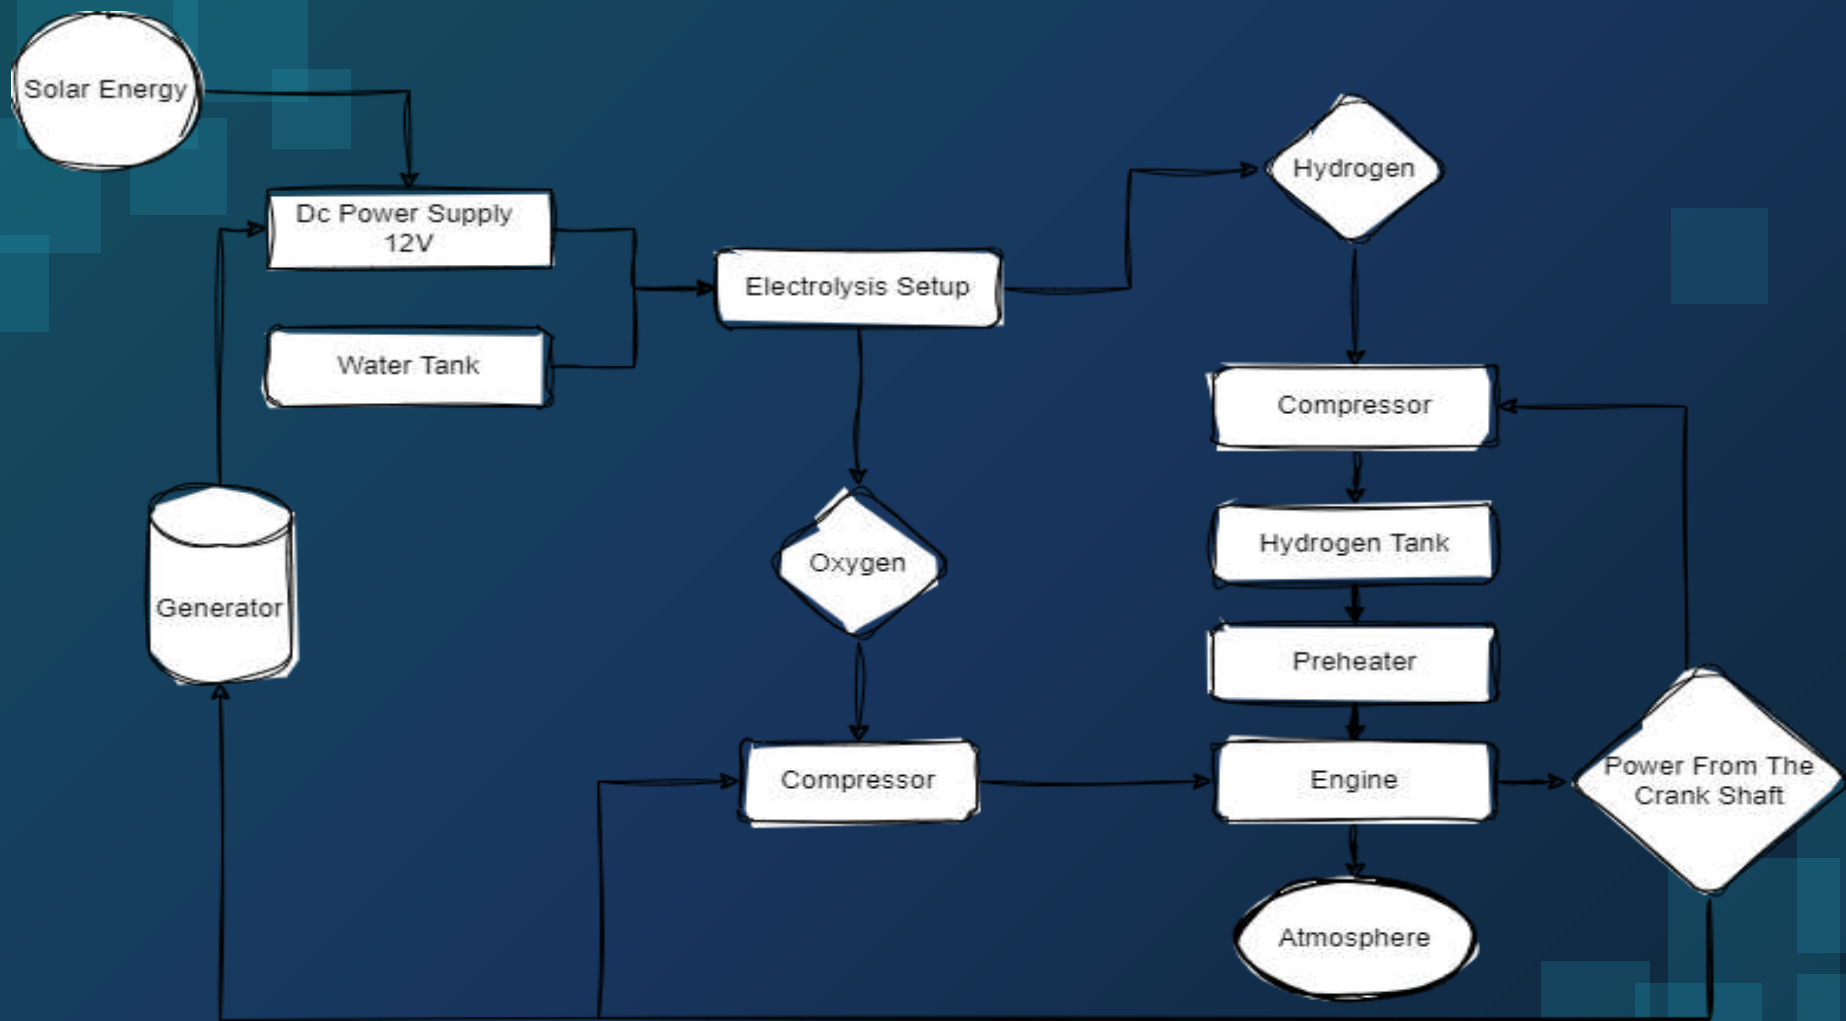 Solar Energy
Hydrogen
Dc Power Supply
12V
Electrolysis Setup
Water Tank
Compressor
Hydrogen Tank
Oxygen
Generator
Preheater
Compressor
Engine
Power From The
Crank Shaft
Atmosphere